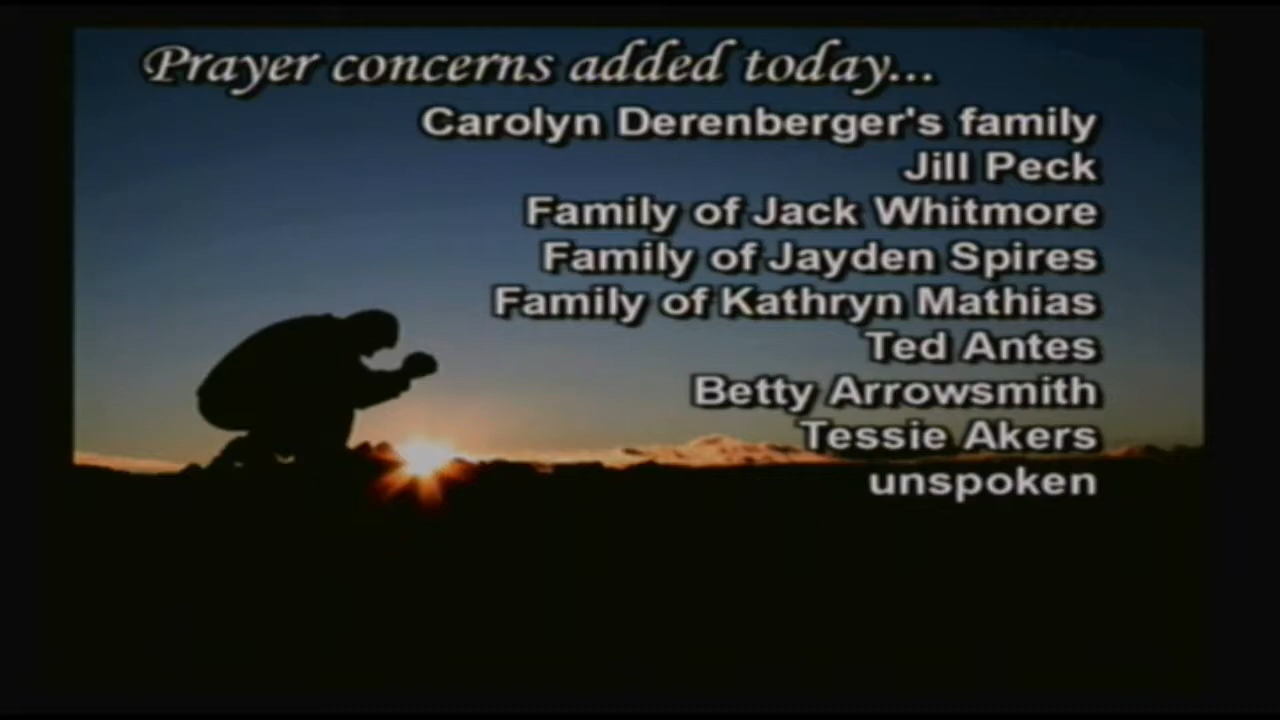 Prayer concerns added today...
Carolyn Derenberger's family
Jill Peck
Family of Jack Whitmore
Family of Jayden Spires
Family of Kathryn Mathias
Ted Antes
Betty Arrowsmith
Tessie Akers
unspoken